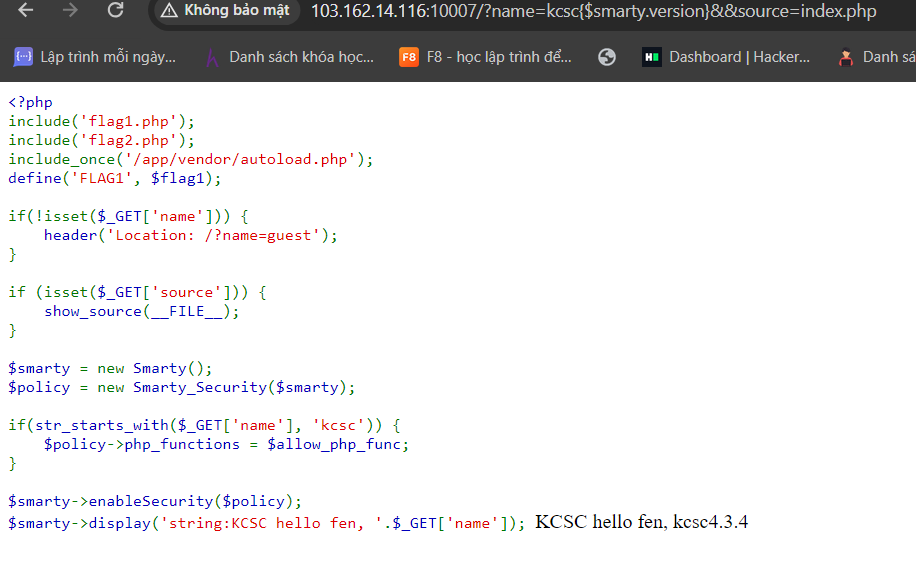 Không bảo mật 103.162.14.116:10007/?name=kcsc{$smarty.version}&&source=index.php
Lập trình mỗi ngày... Danh sách khóa học... F8 F8 - học lập trình để... Dashboard | Hacker... Danh sá
<?php
include('flag1.php');
include('flag2.php');
include_once('/app/vendor/autoload.php');
define('FLAG1', $flag1);
if(!isset($_GET['name'])) {
    header('Location: /?name=guest');
}
if (isset($_GET['source'])) {
    show_source(__FILE__);
}
$smarty = new Smarty();
$policy = new Smarty_Security($smarty);
if(str_starts_with($_GET['name'], 'kcsc')) {
    $policy->php_functions = $allow_php_func;
}
$smarty->enableSecurity($policy);
$smarty->display('string:KCSC hello fen, '.$_GET['name']); KCSC hello fen, kcsc4.3.4